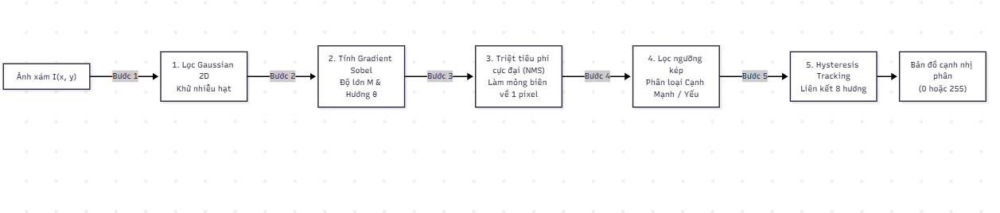 Ảnh xám I(x, y)
Bước 1
1. Lọc Gaussian
2D
Khử nhiễu hạt
Bước 2
2. Tính Gradient
Sobel
Độ lớn M &
Hướng θ
Bước 3
3. Triệt tiêu phi
cực đại (NMS)
Làm mỏng biên
về 1 pixel
Bước 4
4. Lọc ngưỡng
kép
Phân loại Cạnh
Mạnh / Yếu
Bước 5
5. Hysteresis
Tracking
Liên kết 8 hướng
Bản đồ cạnh nhị
phân
(0 hoặc 255)